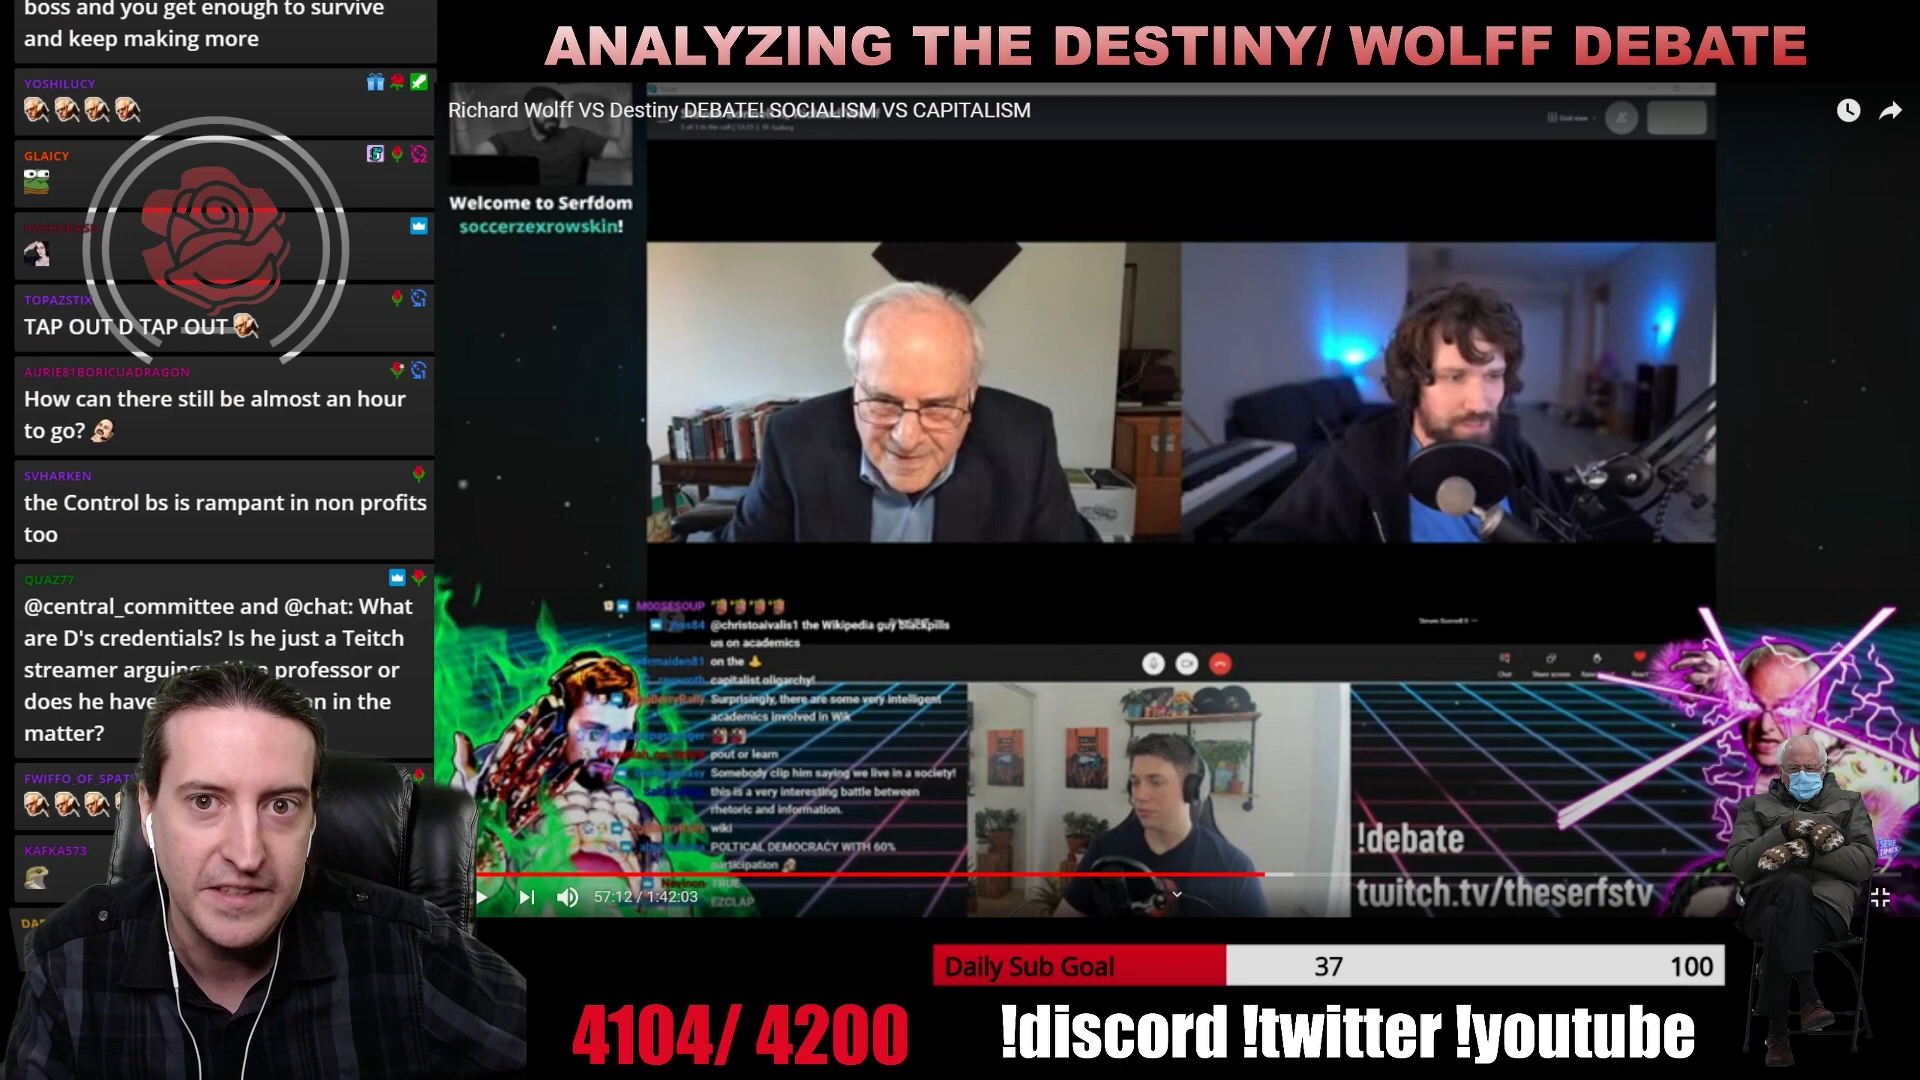 ANALYZING THE DESTINY/ WOLFF DEBATE
boss and you get enough to survive
and keep making more
YOSHILUCY
GLAICY
TOPAZSTIX
TAP OUT D TAP OUT
AURIE81BORICUADRAGON
How can there still be almost an hour
to go?
SVHARKEN
the Control bs is rampant in non profits
too
QUAZ77
@central_committee and @chat: What
are D's credentials? Is he just a Teitch
streamer arguing
a professor or
does he have
in the
matter?
FWIFFO_OF_SPAT
KAFKA573
Richard Wolff VS Destiny DEBATE! SOCIALISM VS CAPITALISM
Welcome to Serfdom
soccerzexrowskin!
M00SESOUP
@christoaivalis1 the Wikipedia guy blackpills
us on academics
on the
capitalist oligarchy!
Surprisingly, there are some very intelligent
academics involved in Wik
pout or learn
Somebody clip him saying we live in a society!
this is a very interesting battle between
rhetoric and information.
wiki
POLTICAL DEMOCRACY WITH 60%
participation
TRUE
EZCLAP
57:12 / 1:42:03
!debate
twitch.tv/theserfstv
Daily Sub Goal 37 100
4104/ 4200
!discord !twitter !youtube